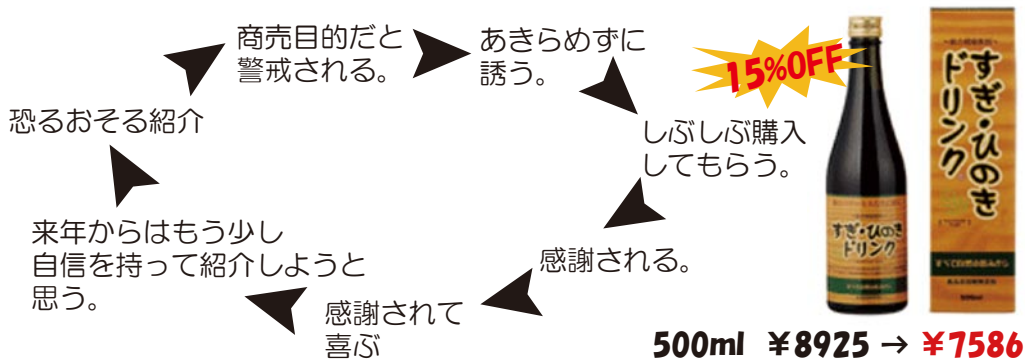 商売目的だと
警戒される。
あきらめずに
誘う。
15%OFF
しぶしぶ購入
してもらう。
感謝される。
感謝されて
喜ぶ
来年からはもう少し
自信を持って紹介しようと
思う。
恐るおそる紹介
すぎ・ひのき
ドリンク
すぎ・ひのき
ドリンク
500ml ￥8925 → ￥7586